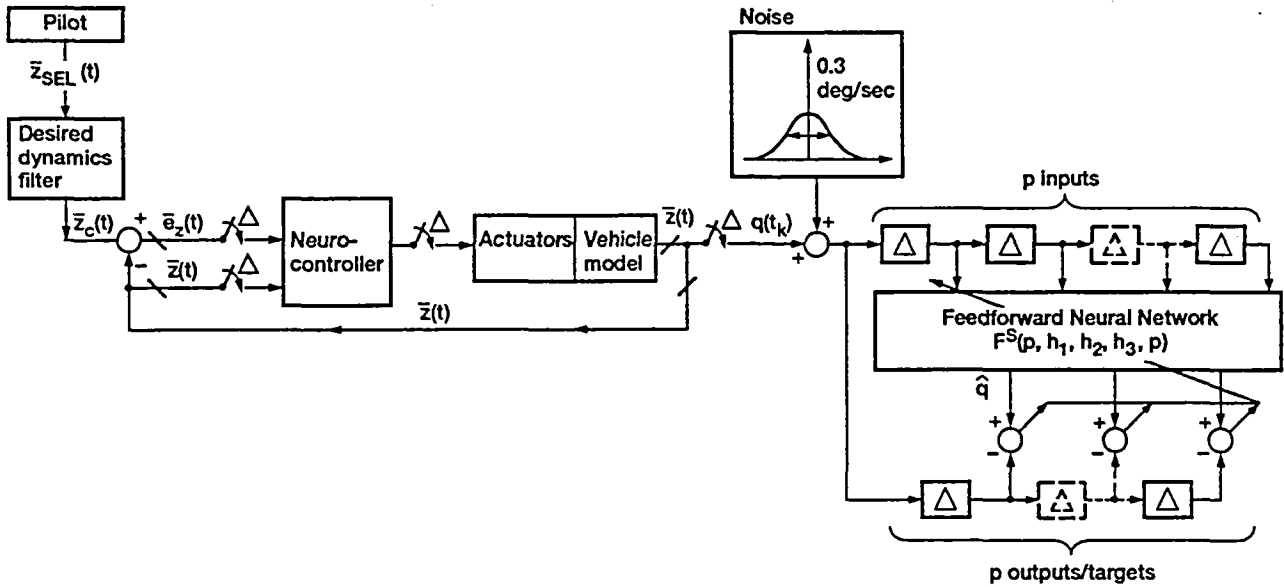 Pilot
z̄SEL (t)
Desired
dynamics
filter
z̄c(t)
+
-
ēz(t)
Δ
z̄(t)
Δ
Neuro-
controller
Δ
Actuators
Vehicle
model
z̄(t)
Δ
q(tk)
z̄(t)
Noise
0.3
deg/sec
+
+
p inputs
Δ
Δ
Δ
Δ
Feedforward Neural Network
FS(p, h1, h2, h3, p)
q̂
+
-
+
-
+
-
Δ
Δ
Δ
p outputs/targets